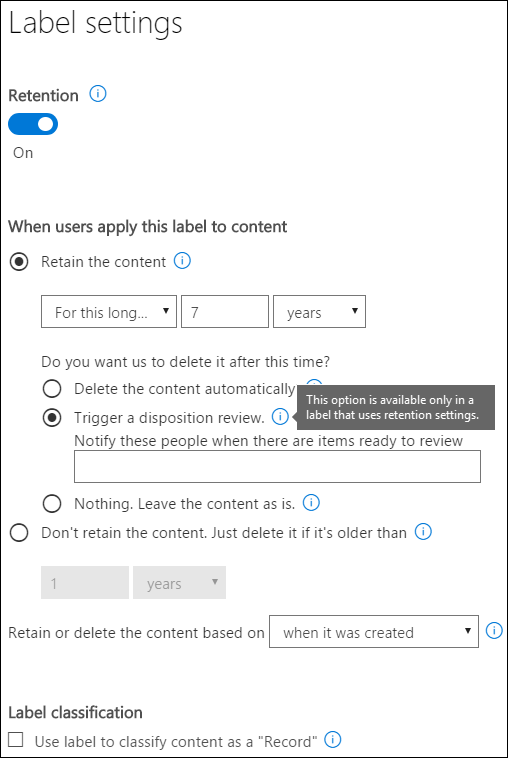 Label settings
Retention
On
When users apply this label to content
Retain the content
For this long... 7 years
Do you want us to delete it after this time?
Delete the content automatically
This option is available only in a
label that uses retention settings.
Trigger a disposition review.
Notify these people when there are items ready to review
Nothing. Leave the content as is.
Don't retain the content. Just delete it if it's older than
1 years
Retain or delete the content based on when it was created
Label classification
Use label to classify content as a "Record"